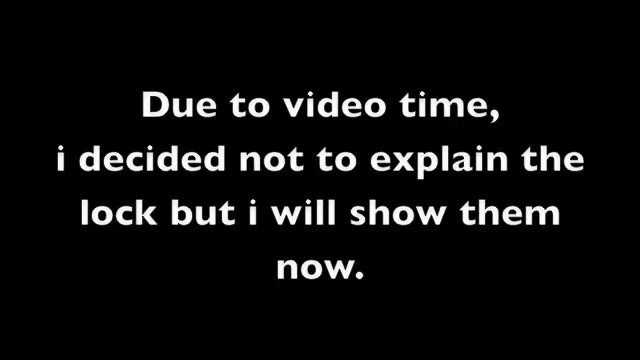 Due to video time,
i decided not to explain the
lock but i will show them
now.